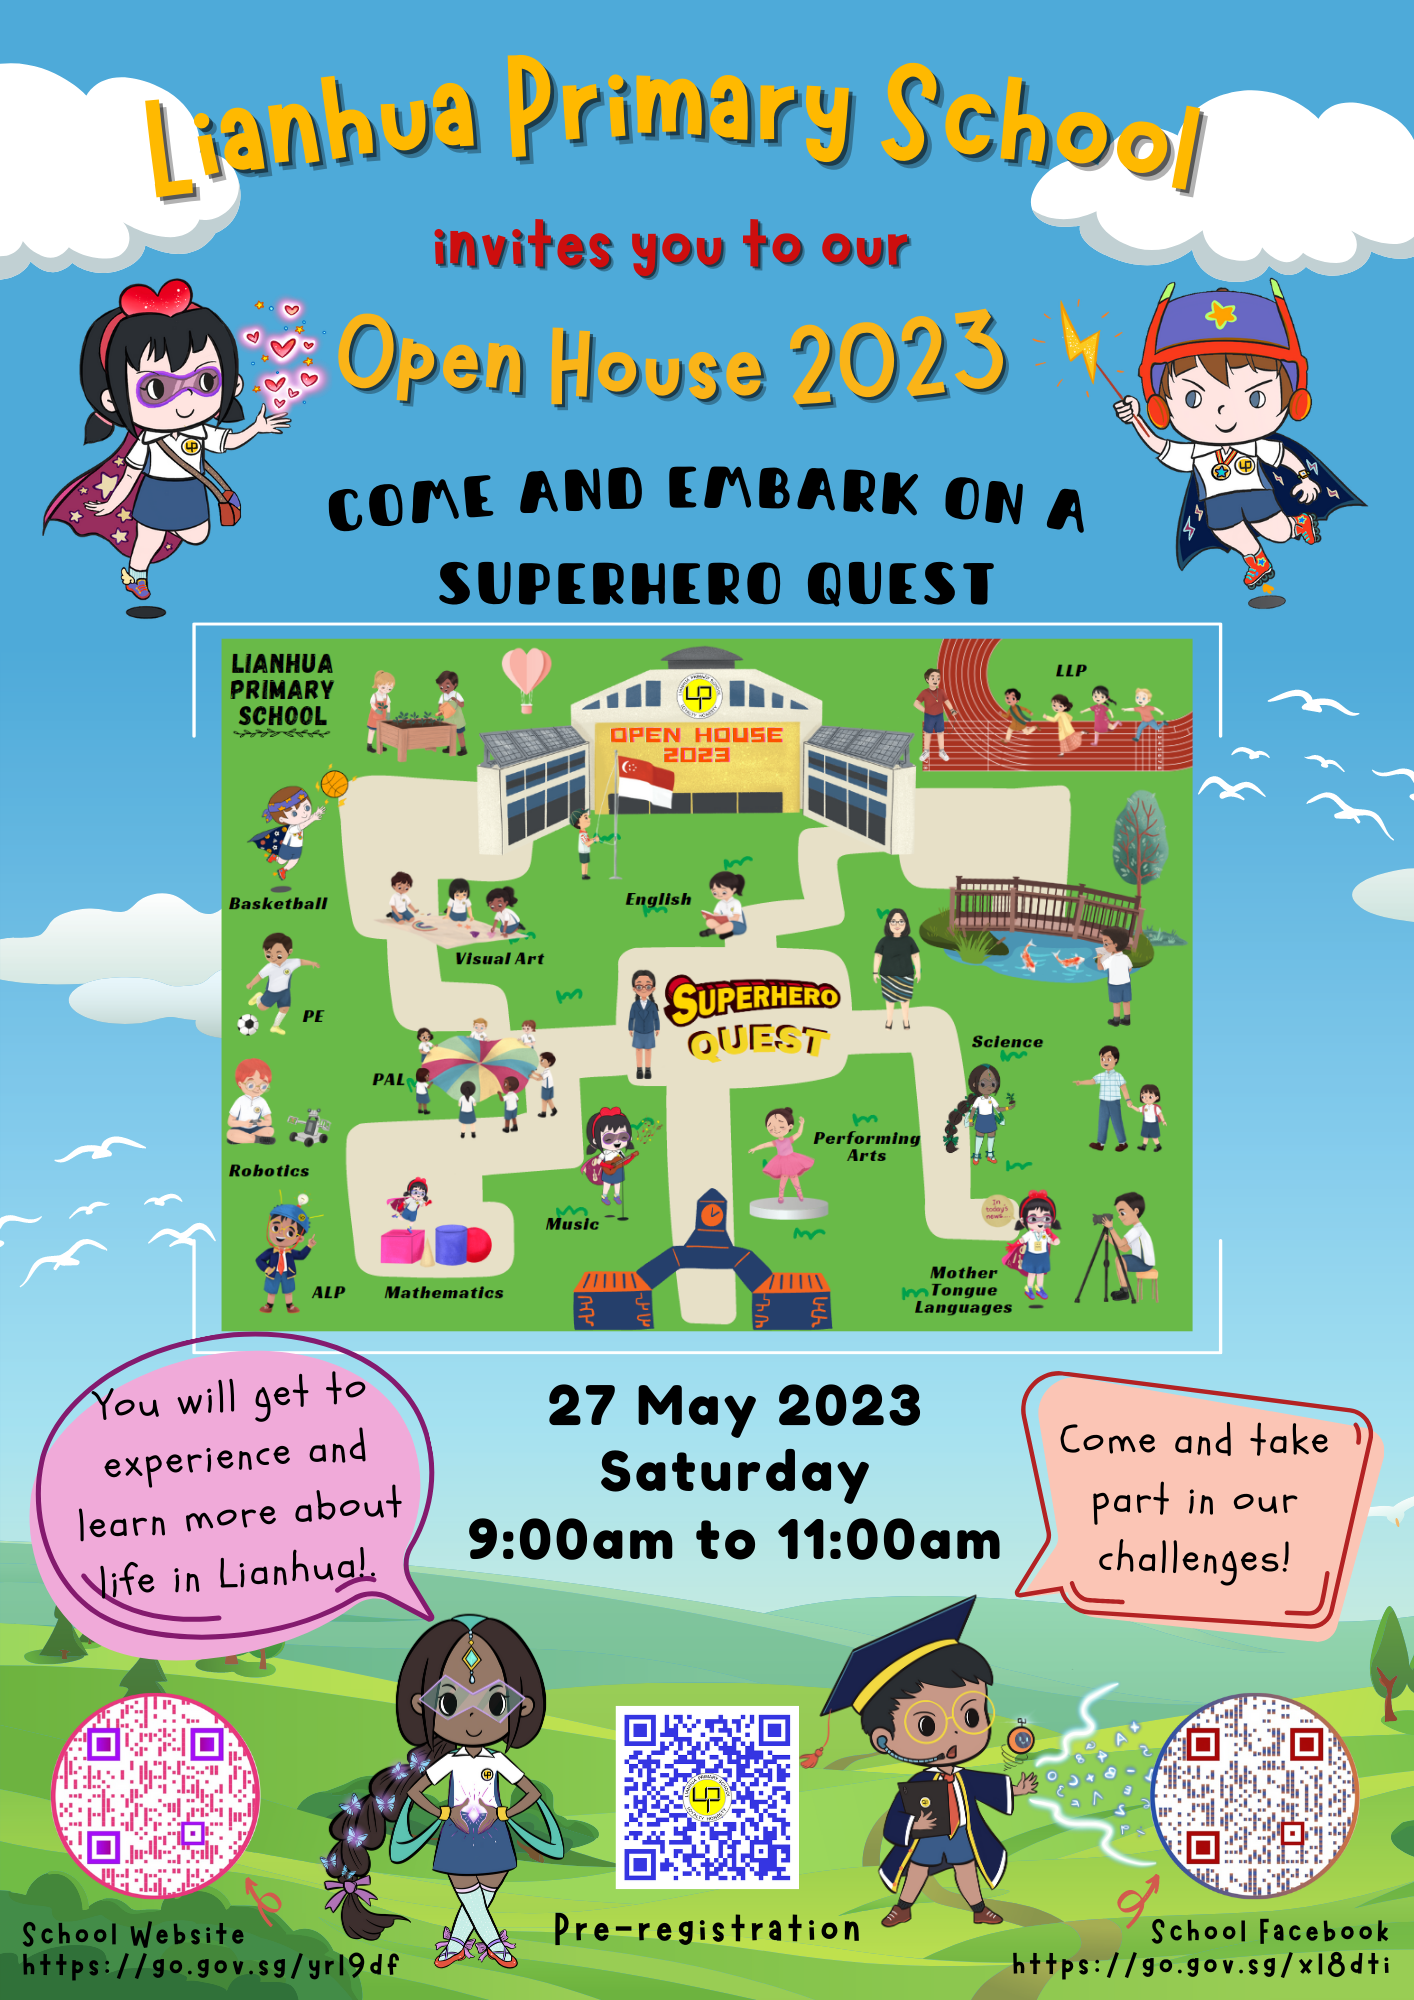 Lianhua Primary School
invites you to our
Open House 2023
COME AND EMBARK ON A
SUPERHERO QUEST
LIANHUA
PRIMARY
SCHOOL
LLP
OPEN HOUSE
2023
Basketball
English
Visual Art
PE
SUPERHERO
QUEST
Science
PAL
Performing
Arts
Robotics
Music
In
today's
news...
ALP
Mathematics
Mother
Tongue
Languages
You will get to
experience and
learn more about
life in Lianhua!.
27 May 2023
Saturday
9:00am to 11:00am
Come and take
part in our
challenges!
School Website
https://go.gov.sg/yrl9df
Pre-registration
School Facebook
https://go.gov.sg/xl8dti